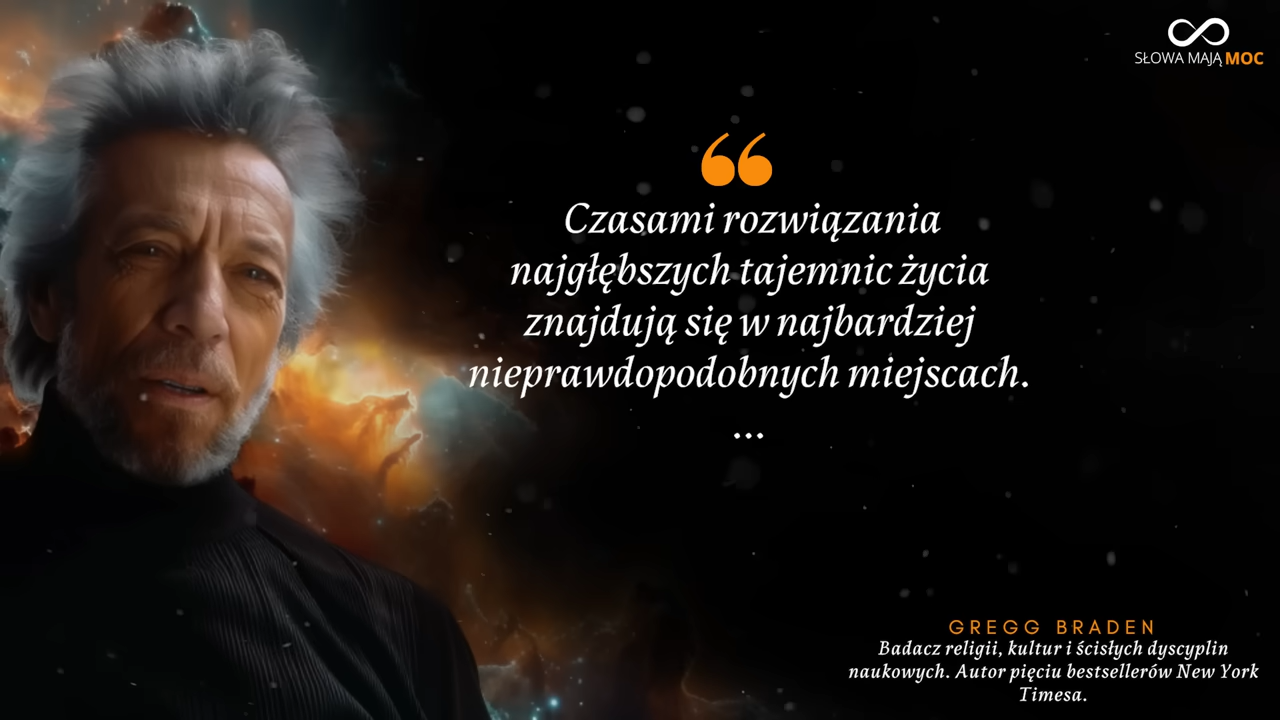 SŁOWA MAJĄ MOC
Czasami rozwiązania
najgłębszych tajemnic życia
znajdują się w najbardziej
nieprawdopodobnych miejscach.
...
GREGG BRADEN
Badacz religii, kultur i ścisłych dyscyplin
naukowych. Autor pięciu bestsellerów New York
Timesa.